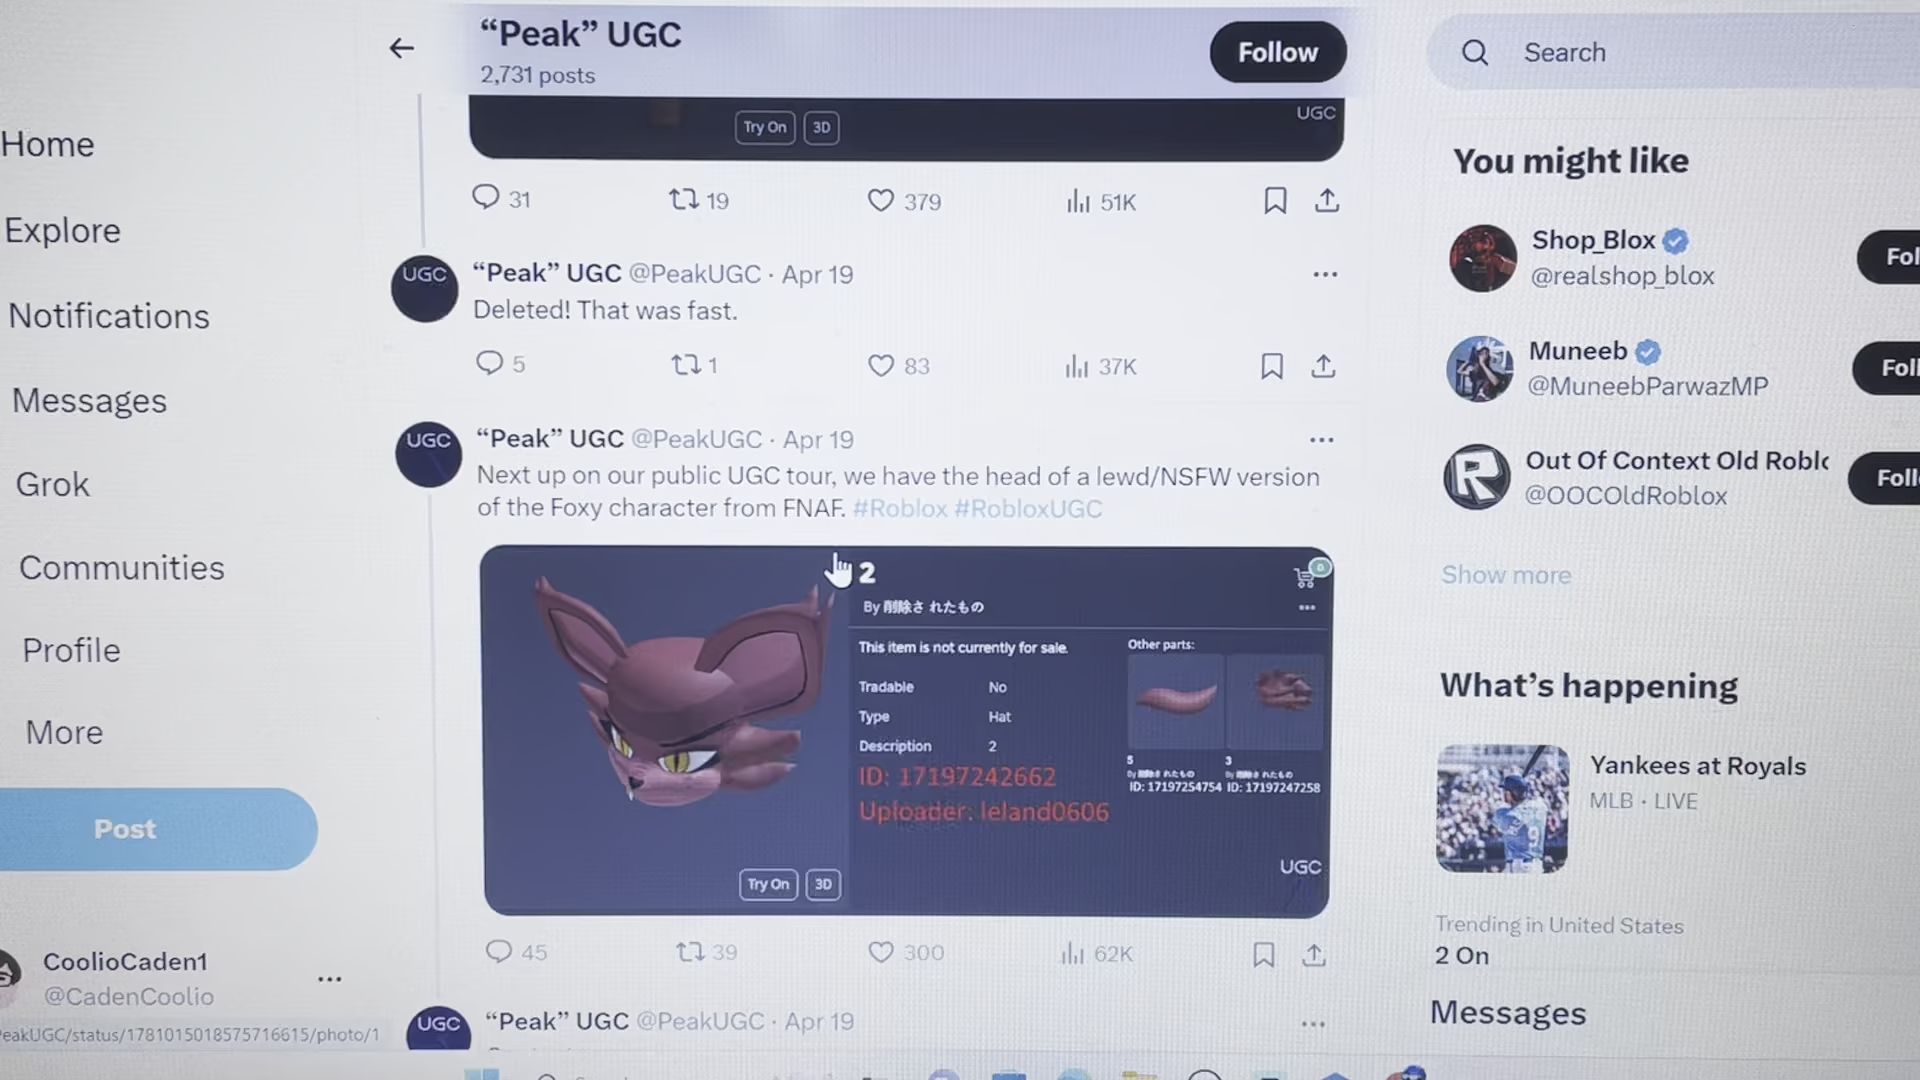 “Peak” UGC
2,731 posts
Follow
Search
Home
Explore
Notifications
Messages
Grok
Communities
Profile
More
Post
CoolioCaden1
@CadenCoolio
eakUGC/status/1781015018575716615/photo/1
Try On
3D
UGC
31
19
379
51K
UGC
“Peak” UGC @PeakUGC · Apr 19
Deleted! That was fast.
5
1
83
37K
UGC
“Peak” UGC @PeakUGC · Apr 19
Next up on our public UGC tour, we have the head of a lewd/NSFW version
of the Foxy character from FNAF. #Roblox #RobloxUGC
2
0
By 削除さ れたもの
This item is not currently for sale.
Tradable No
Type Hat
Description 2
ID: 17197242662
Uploader: leland0606
Other parts:
5
By 削除さ れたもの
ID: 17197254754
3
By 削除さ れたもの
ID: 17197247258
Try On
3D
UGC
45
39
300
62K
UGC
“Peak” UGC @PeakUGC · Apr 19
You might like
Shop_Blox
@realshop_blox
Fol
Muneeb
@MuneebParwazMP
Foll
Out Of Context Old Roblo
@OOCOldRoblox
Foll
Show more
What’s happening
Yankees at Royals
MLB · LIVE
Trending in United States
2 On
Messages